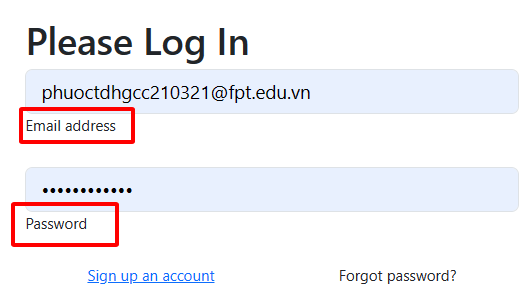 Please Log In
phuoctdhgcc210321@fpt.edu.vn
Email address
••••••••••••
Password
Sign up an account Forgot password?